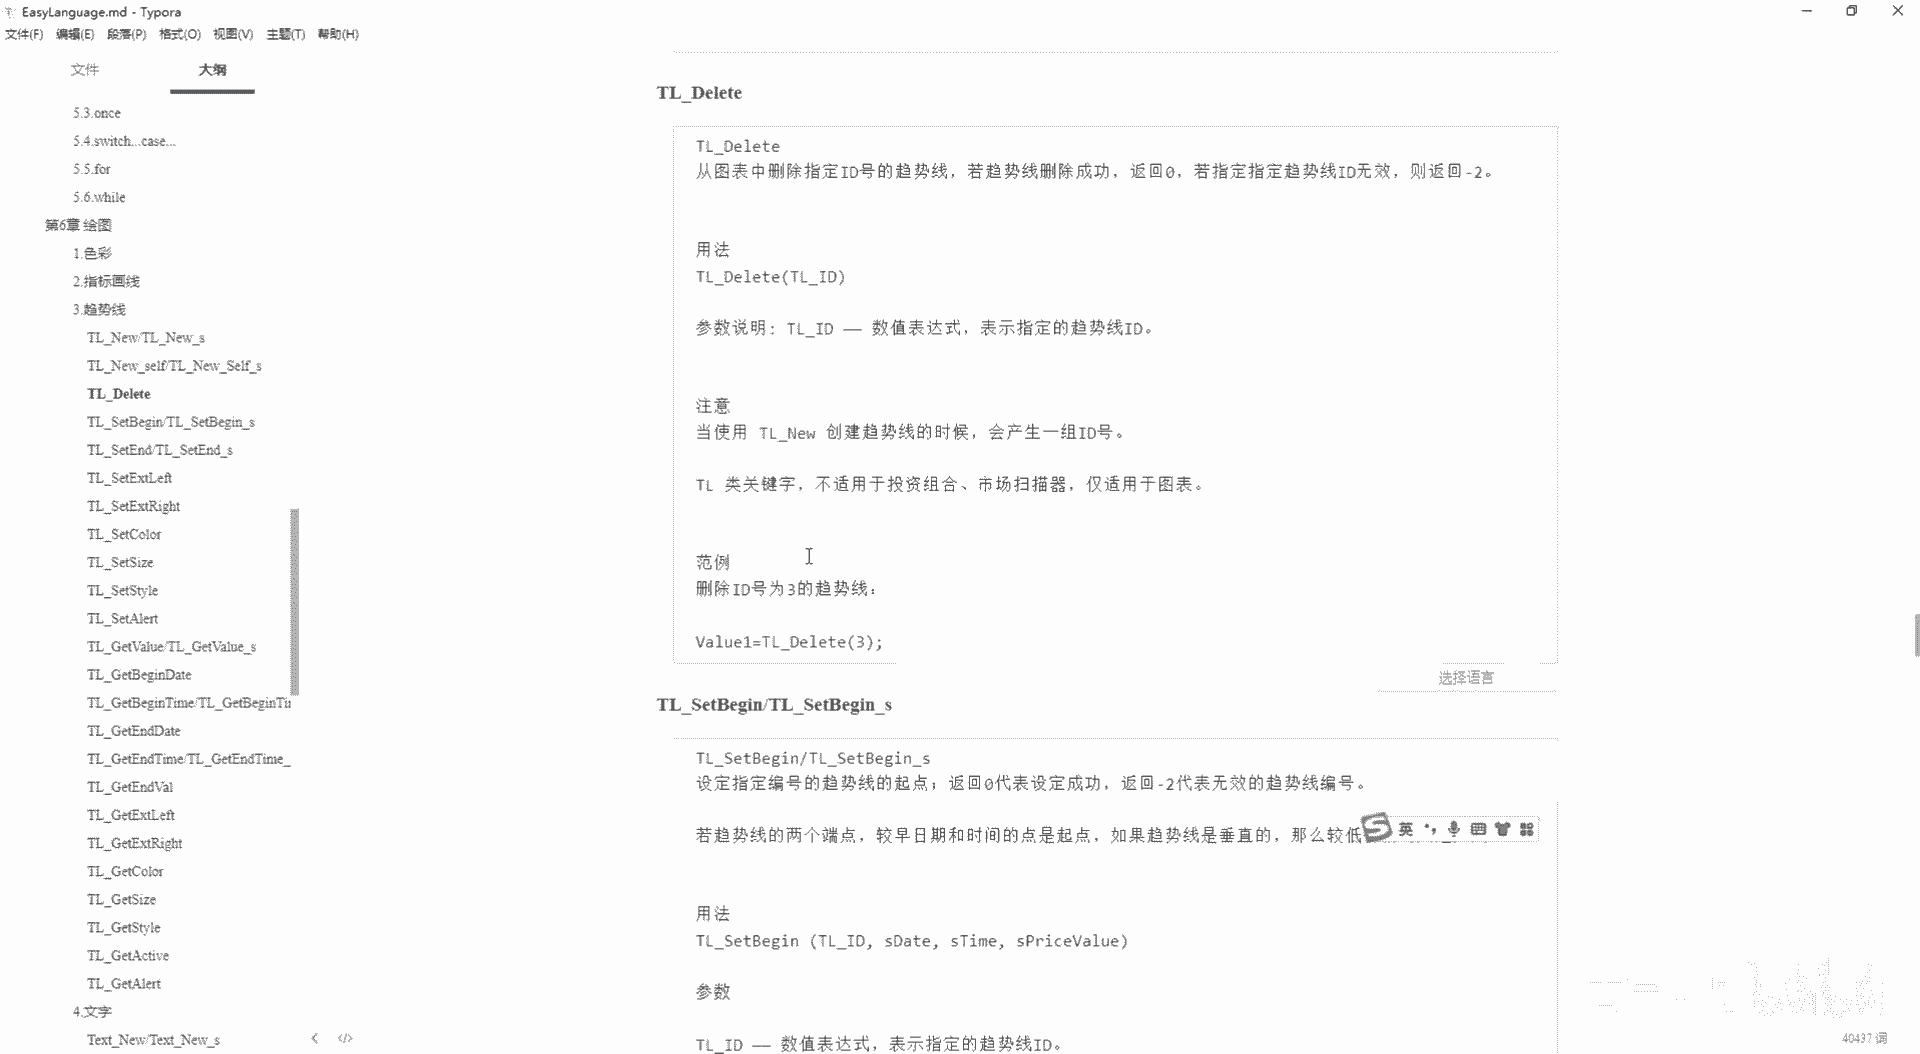 EasyLanguage.md - Typora
文件(F) 编辑(E) 段落(P) 格式(O) 视图(V) 主题(T) 帮助(H)
文件 大纲
5.3.once
5.4.switch...case...
5.5.for
5.6.while
第6章 绘图
1.色彩
2.指标画线
3.趋势线
TL_New/TL_New_s
TL_New_self/TL_New_Self_s
TL_Delete
TL_SetBegin/TL_SetBegin_s
TL_SetEnd/TL_SetEnd_s
TL_SetExtLeft
TL_SetExtRight
TL_SetColor
TL_SetSize
TL_SetStyle
TL_SetAlert
TL_GetValue/TL_GetValue_s
TL_GetBeginDate
TL_GetBeginTime/TL_GetBeginTi
TL_GetEndDate
TL_GetEndTime/TL_GetEndTime_
TL_GetEndVal
TL_GetExtLeft
TL_GetExtRight
TL_GetColor
TL_GetSize
TL_GetStyle
TL_GetActive
TL_GetAlert
4.文字
Text_New/Text_New_s
TL_Delete
TL_Delete
从图表中删除指定ID号的趋势线，若趋势线删除成功，返回0，若指定指定趋势线ID无效，则返回-2。
用法
TL_Delete(TL_ID)
参数说明: TL_ID —— 数值表达式，表示指定的趋势线ID。
注意
当使用 TL_New 创建趋势线的时候，会产生一组ID号。
TL 类关键字，不适用于投资组合、市场扫描器，仅适用于图表。
范例
删除ID号为3的趋势线:
Value1=TL_Delete(3);
选择语言
TL_SetBegin/TL_SetBegin_s
TL_SetBegin/TL_SetBegin_s
设定指定编号的趋势线的起点；返回0代表设定成功，返回-2代表无效的趋势线编号。
若趋势线的两个端点，较早日期和时间的点是起点，如果趋势线是垂直的，那么较低
英
用法
TL_SetBegin (TL_ID, sDate, sTime, sPriceValue)
参数
TL_ID —— 数值表达式，表示指定的趋势线ID。
40437 词